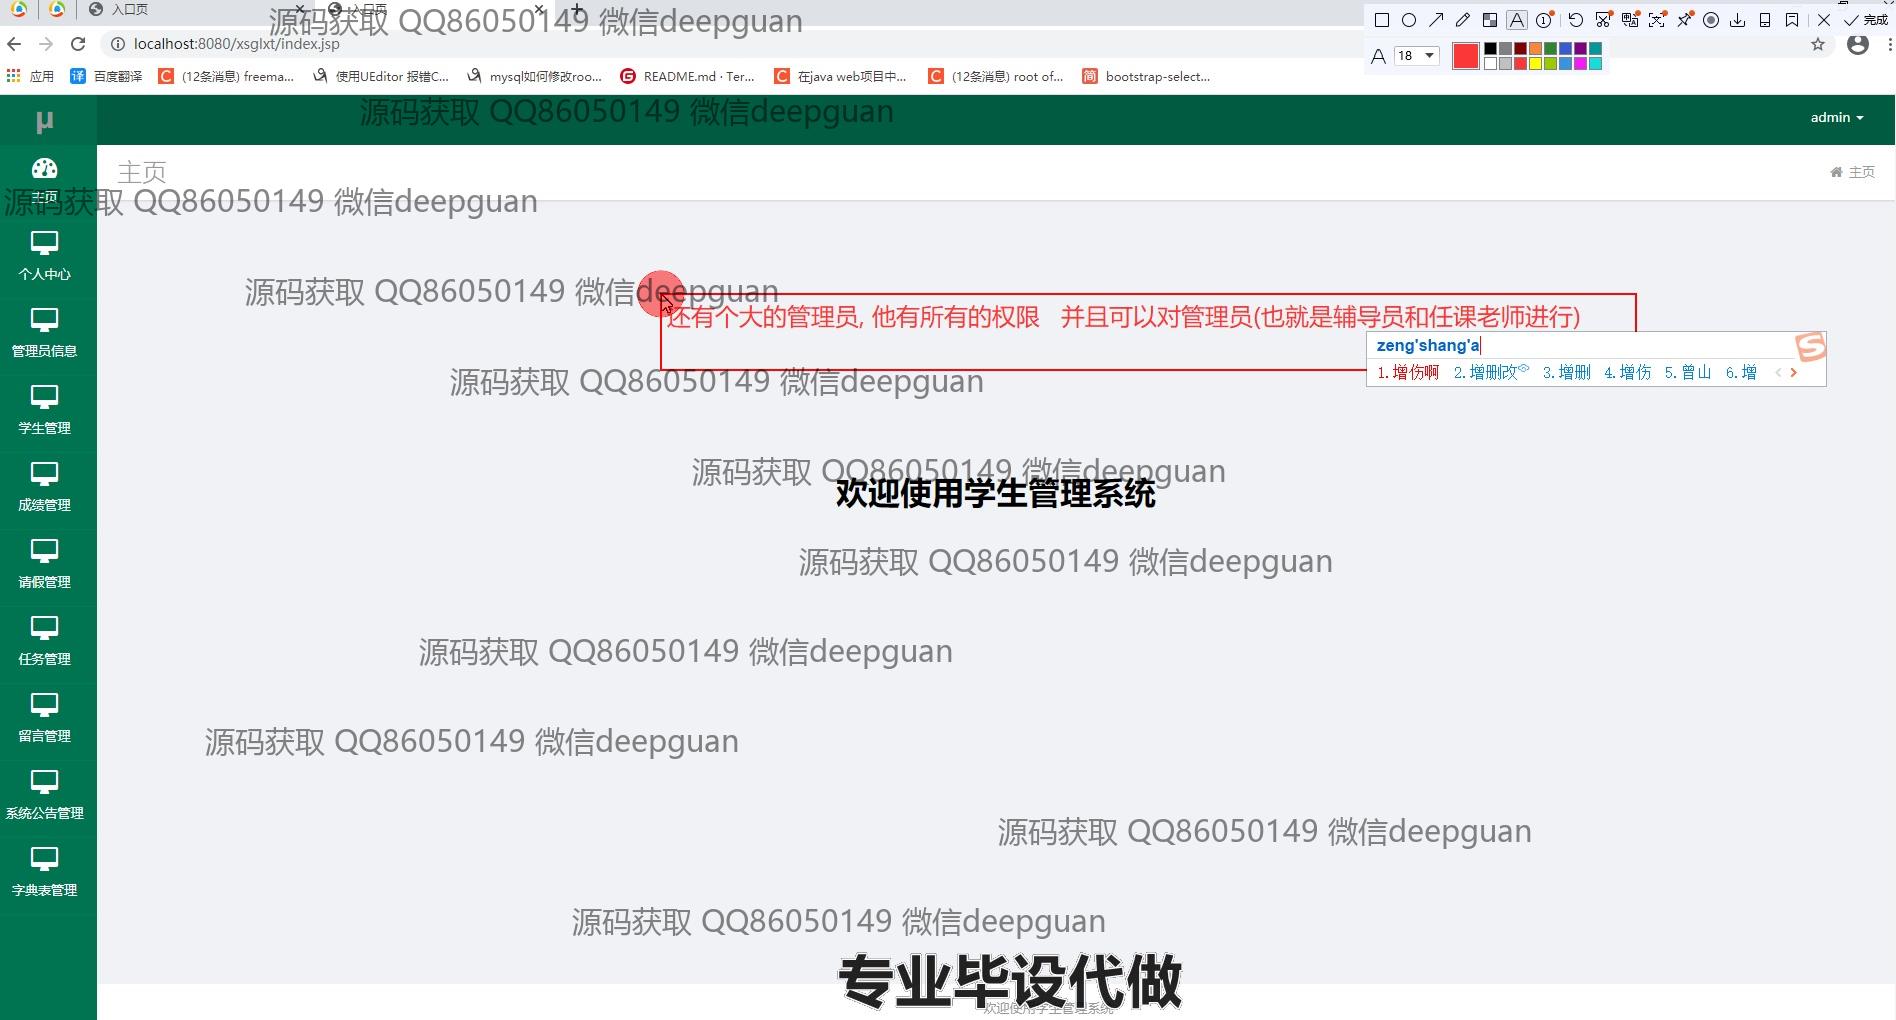 入口页
入口页
源码获取 QQ86050149 微信deepguan
完成
localhost:8080/xsglxt/index.jsp
A 18
应用
百度翻译
(12条消息) freema...
使用UEditor 报错C...
mysql如何修改roo...
README.md · Ter...
在java web项目中...
(12条消息) root of...
bootstrap-select...
μ
源码获取 QQ86050149 微信deepguan
admin
主页
主页
主页
源码获取 QQ86050149 微信deepguan
个人中心
源码获取 QQ86050149 微信deepguan
还有个大的管理员, 他有所有的权限 并且可以对管理员(也就是辅导员和任课老师进行)
zeng'shang'a
1.增伤啊 2.增删改 3.增删 4.增伤 5.曾山 6.增
管理员信息
源码获取 QQ86050149 微信deepguan
学生管理
源码获取 QQ86050149 微信deepguan
欢迎使用学生管理系统
成绩管理
源码获取 QQ86050149 微信deepguan
请假管理
源码获取 QQ86050149 微信deepguan
任务管理
源码获取 QQ86050149 微信deepguan
留言管理
系统公告管理
源码获取 QQ86050149 微信deepguan
字典表管理
源码获取 QQ86050149 微信deepguan
专业毕设代做
欢迎使用学生管理系统